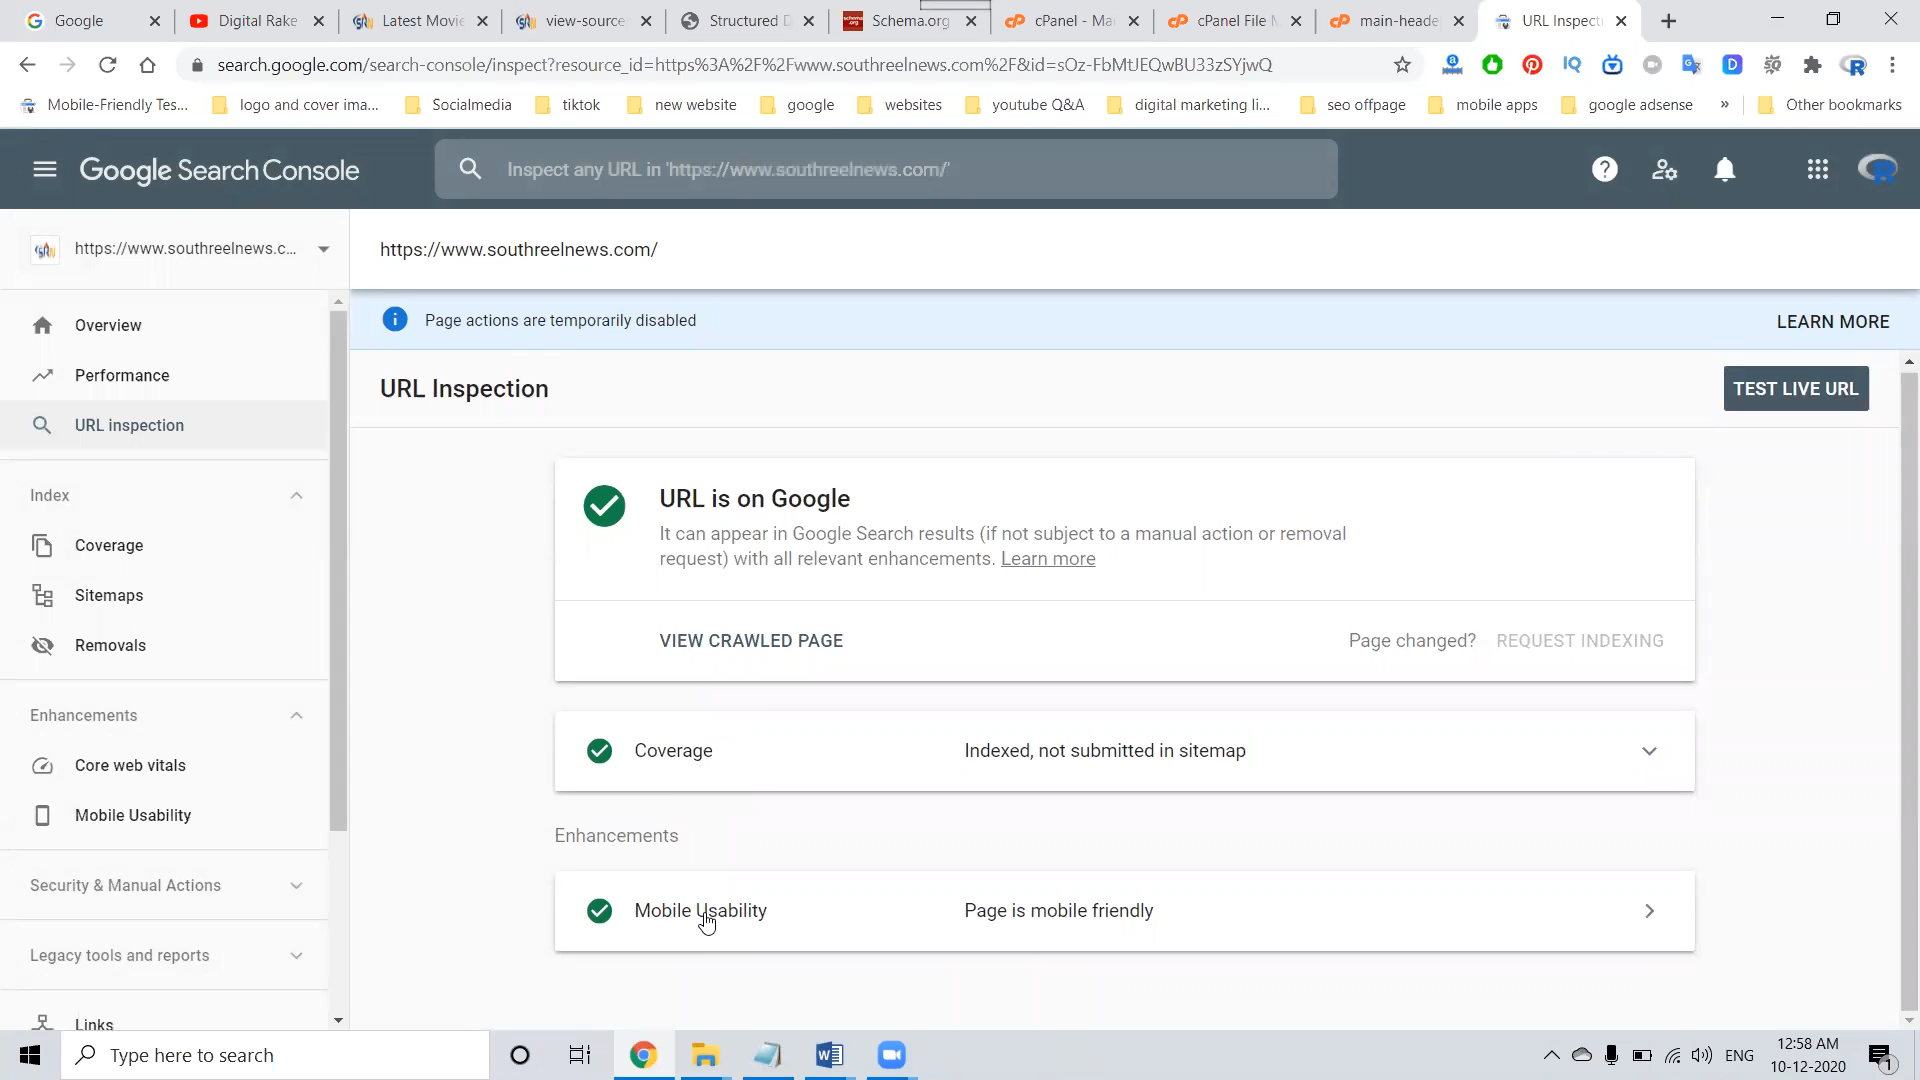 Google
Digital Rake
Latest Movie
view-source
Structured D
Schema.org
cPanel - Ma
cPanel File M
main-heade
URL Inspecti
search.google.com/search-console/inspect?resource_id=https%3A%2F%2Fwww.southreelnews.com%2F&id=sOz-FbMtJEQwBU33zSYjwQ
Mobile-Friendly Tes...
logo and cover ima...
Socialmedia
tiktok
new website
google
websites
youtube Q&A
digital marketing li...
seo offpage
mobile apps
google adsense
»
Other bookmarks
Google Search Console
Inspect any URL in 'https://www.southreelnews.com/'
https://www.southreelnews.c...
https://www.southreelnews.com/
Page actions are temporarily disabled
LEARN MORE
Overview
Performance
URL inspection
Index
Coverage
Sitemaps
Removals
Enhancements
Core web vitals
Mobile Usability
Security & Manual Actions
Legacy tools and reports
Links
URL Inspection
TEST LIVE URL
URL is on Google
It can appear in Google Search results (if not subject to a manual action or removal
request) with all relevant enhancements. Learn more
VIEW CRAWLED PAGE
Page changed? REQUEST INDEXING
Coverage
Indexed, not submitted in sitemap
Enhancements
Mobile Usability
Page is mobile friendly
Type here to search
ENG
12:58 AM
10-12-2020
1